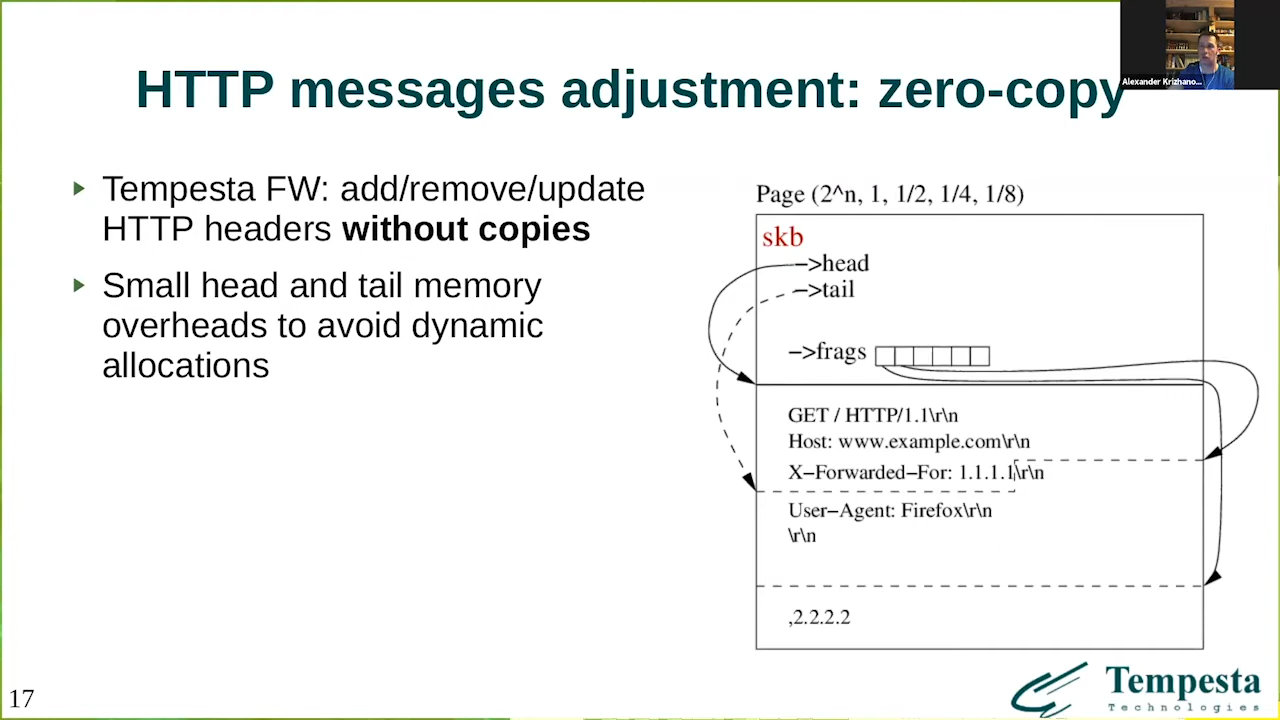 Alexander Krizhano...
HTTP messages adjustment: zero-copy
Tempesta FW: add/remove/update
HTTP headers without copies
Small head and tail memory
overheads to avoid dynamic
allocations
Page (2^n, 1, 1/2, 1/4, 1/8)
skb
–>head
–>tail
–>frags
GET / HTTP/1.1\r\n
Host: www.example.com\r\n
X–Forwarded–For: 1.1.1.1\r\n
User–Agent: Firefox\r\n
\r\n
,2.2.2.2
17
Tempesta
Technologies